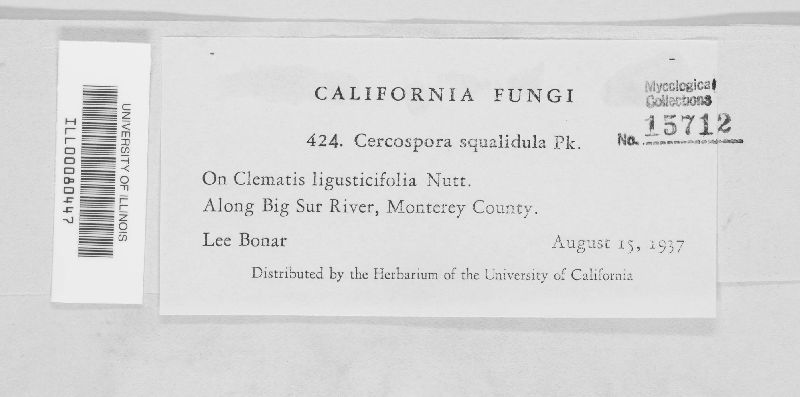 CALIFORNIA FUNGI
424. Cercospora squalidula Pk.
On Clematis ligusticifolia Nutt.
Along Big Sur River, Monterey County.
Lee Bonar August 15, 1937
Distributed by the Herbarium of the University of California
Mycological
Collections
No. 15712
UNIVERSITY OF ILLINOIS
ILL00080447